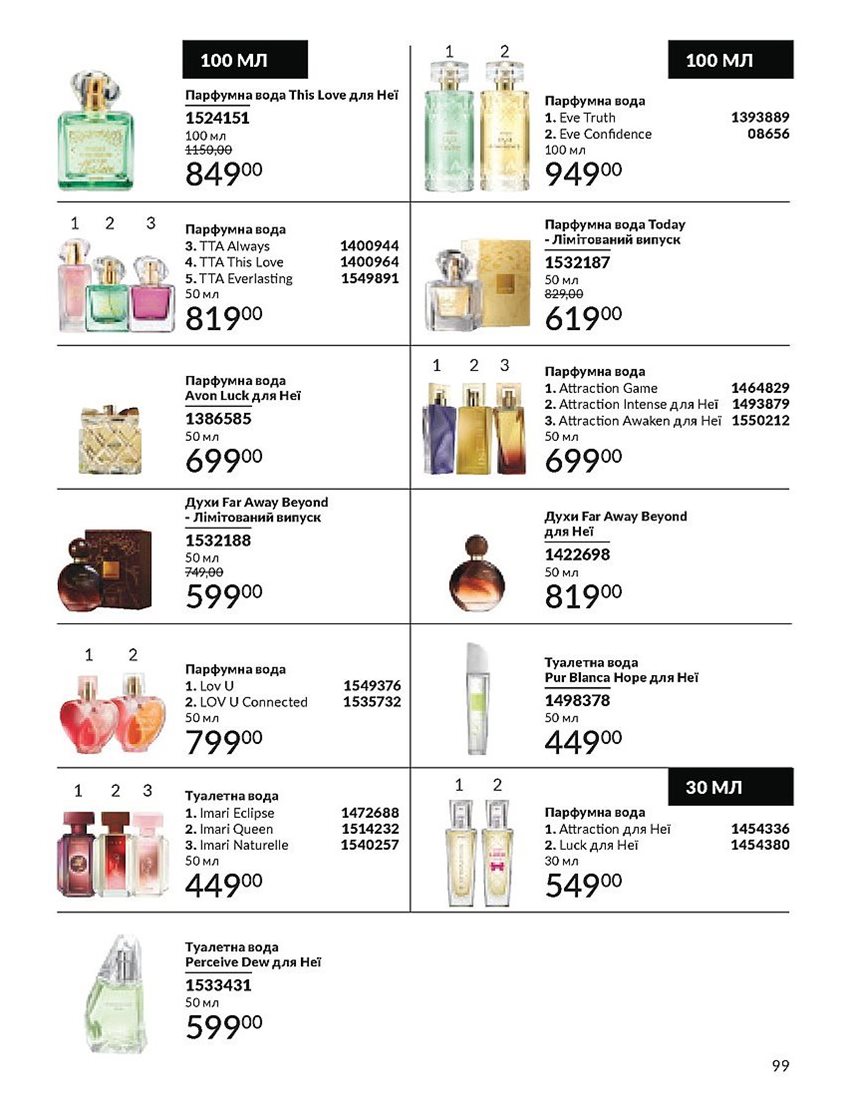 100 МЛ
Парфумна вода This Love для Неї
1524151
100 мл
1150,00
849⁰⁰
1
2
100 МЛ
Парфумна вода
1. Eve Truth 1393889
2. Eve Confidence 08656
100 мл
949⁰⁰
1 2 3
Парфумна вода
3. TTA Always 1400944
4. TTA This Love 1400964
5. TTA Everlasting 1549891
50 мл
819⁰⁰
Парфумна вода Today
- Лімітований випуск
1532187
50 мл
829,00
619⁰⁰
Парфумна вода
Avon Luck для Неї
1386585
50 мл
699⁰⁰
1 2 3
Парфумна вода
1. Attraction Game 1464829
2. Attraction Intense для Неї 1493879
3. Attraction Awaken для Неї 1550212
50 мл
699⁰⁰
Духи Far Away Beyond
- Лімітований випуск
1532188
50 мл
749,00
599⁰⁰
Духи Far Away Beyond
для Неї
1422698
50 мл
819⁰⁰
1 2
Парфумна вода
1. Lov U 1549376
2. LOV U Connected 1535732
50 мл
799⁰⁰
Туалетна вода
Pur Blanca Hope для Неї
1498378
50 мл
449⁰⁰
1 2 3
Туалетна вода
1. Imari Eclipse 1472688
2. Imari Queen 1514232
3. Imari Naturelle 1540257
50 мл
449⁰⁰
1 2
30 МЛ
Парфумна вода
1. Attraction для Неї 1454336
2. Luck для Неї 1454380
30 мл
549⁰⁰
Туалетна вода
Perceive Dew для Неї
1533431
50 мл
599⁰⁰
99